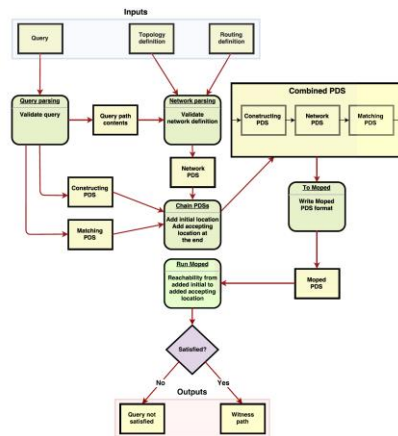 Inputs
Query
Topology
definition
Routing
definition
Query parsing
Validate query
Query path
contents
Network parsing
Validate
network definition
Combined PDS
Constructing
PDS
Network
PDS
Matching
PDS
Network
PDS
Constructing
PDS
Matching
PDS
Chain PDSs
Add initial location
Add accepting
location at
the end
To Moped
Write Moped
PDS format
Run Moped
Reachability from
added initial to
added accepting
location
Moped
PDS
Satisfied?
No
Yes
Outputs
Query not
satisfied
Witness
path